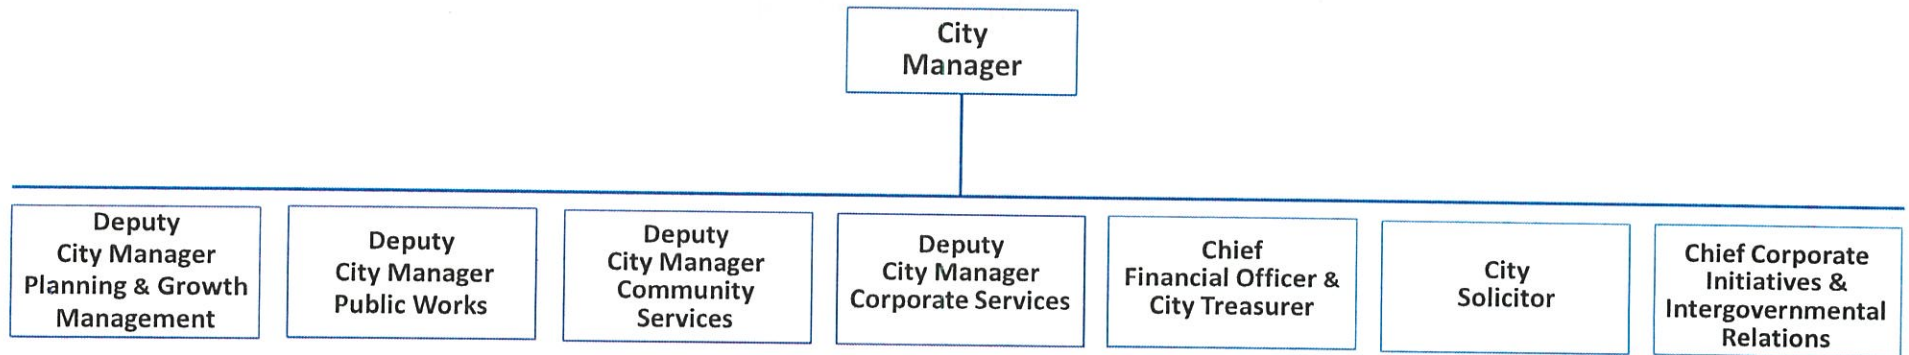 City
Manager
Deputy
City Manager
Planning & Growth
Management
Deputy
City Manager
Public Works
Deputy
City Manager
Community
Services
Deputy
City Manager
Corporate Services
Chief
Financial Officer &
City Treasurer
City
Solicitor
Chief Corporate
Initiatives &
Intergovernmental
Relations